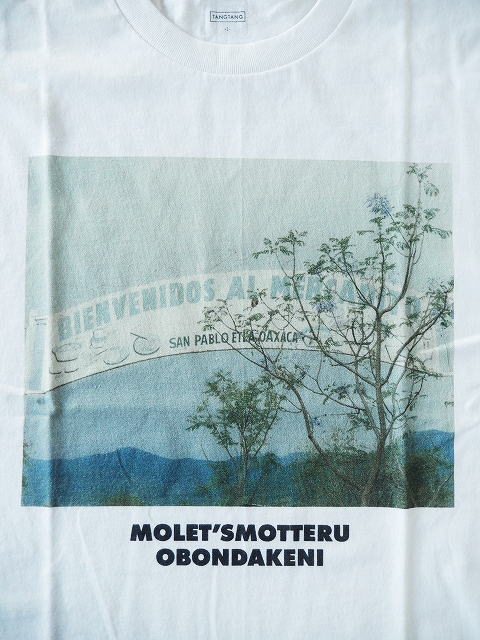 TANGTANG
BIENVENIDOS AL
SAN PABLO ETLA, OAXACA
MOLET'SMOTTERU
OBONDAKENI